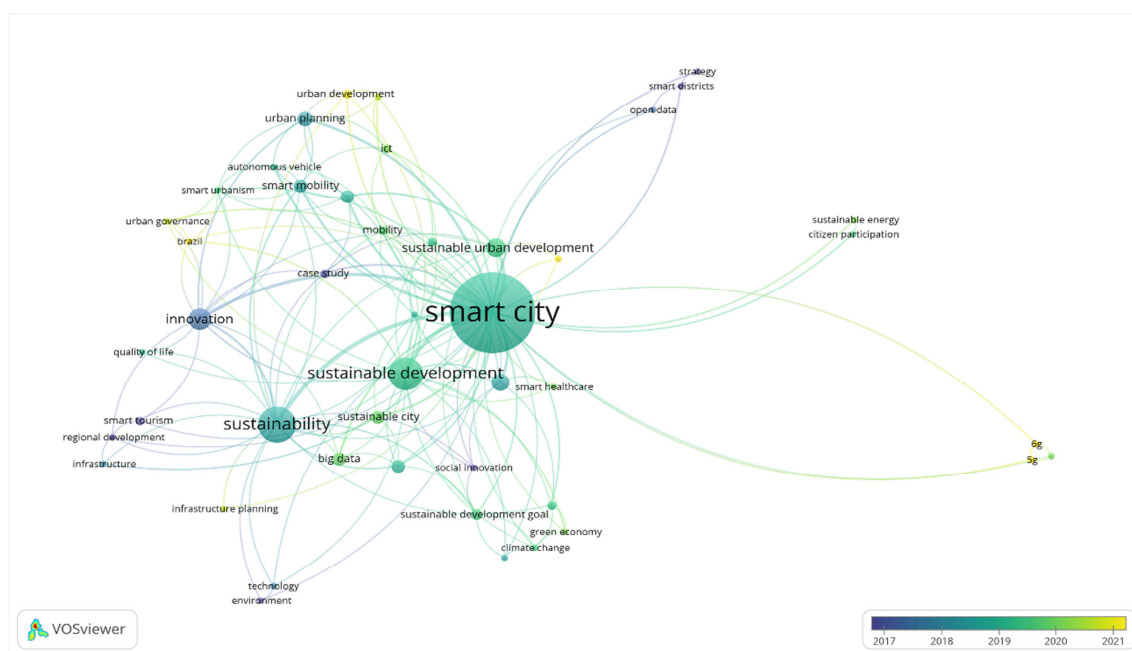 strategy
smart districts
open data
urban development
urban planning
ict
autonomous vehicle
smart mobility
smart urbanism
urban governance
brazil
mobility
sustainable urban development
sustainable energy
citizen participation
case study
smart city
innovation
quality of life
sustainable development
smart healthcare
sustainable city
smart tourism
sustainability
regional development
big data
infrastructure
social innovation
6g
5g
infrastructure planning
sustainable development goal
green economy
climate change
technology
environment
VOSviewer
2017 2018 2019 2020 2021